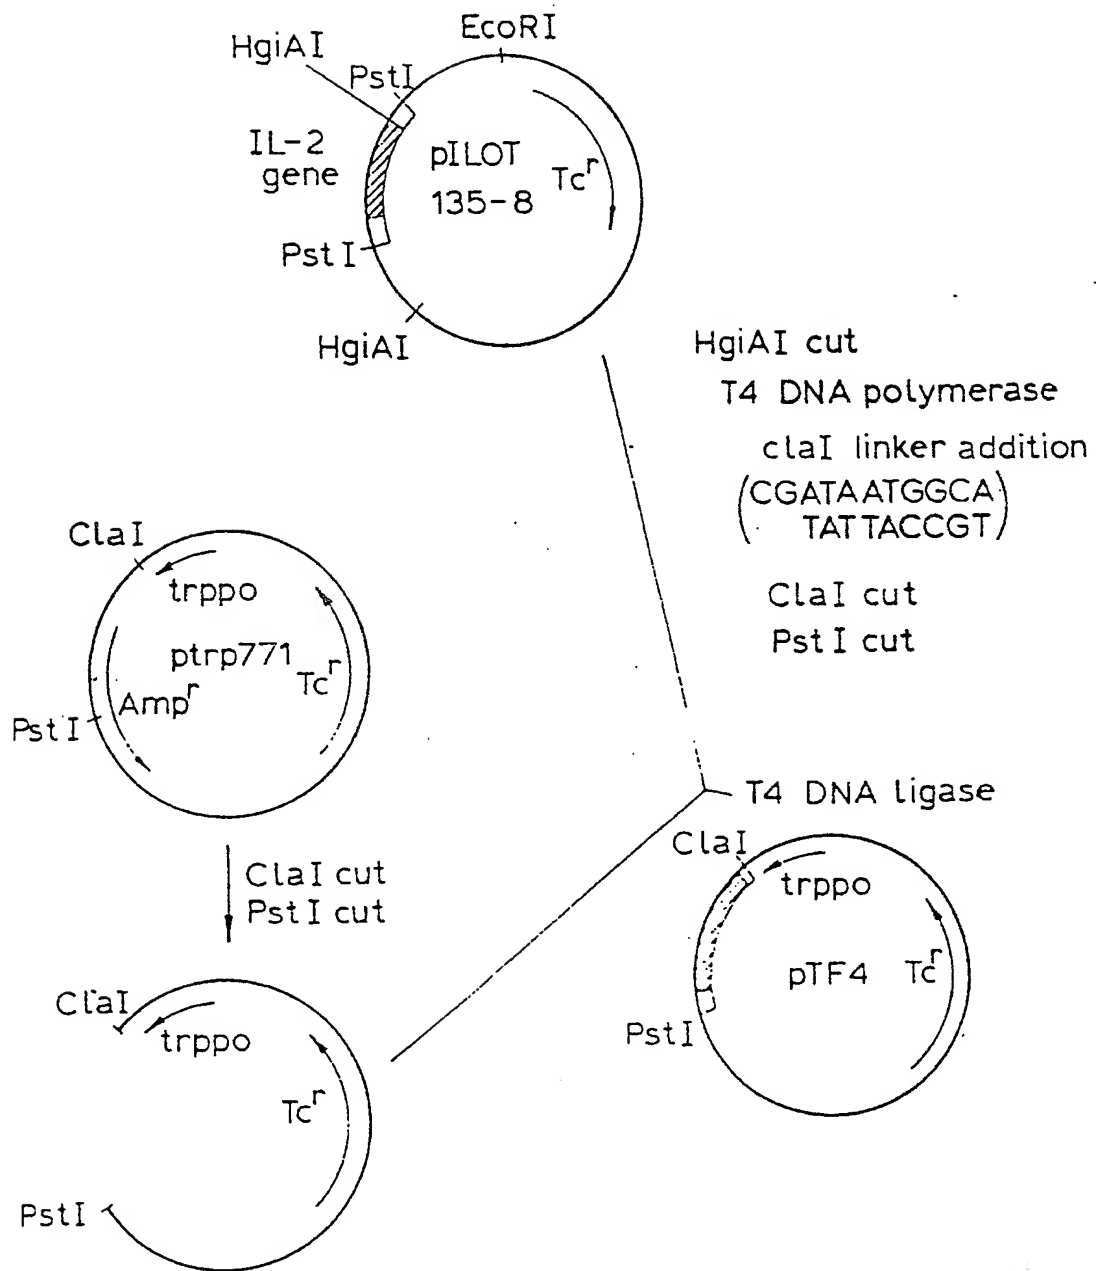 EcoRI
HgiAI
PstI
IL-2
gene
pILOT
135-8
Tcʳ
PstI
HgiAI
HgiAI cut
T4 DNA polymerase
claI linker addition
(CGATAATGGCA
TATTACCGT)
ClaI cut
PstI cut
ClaI
trppo
ptrp771
Tcʳ
Ampʳ
PstI
ClaI cut
PstI cut
T4 DNA ligase
ClaI
trppo
pTF4
Tcʳ
PstI
ClaI
trppo
Tcʳ
PstI